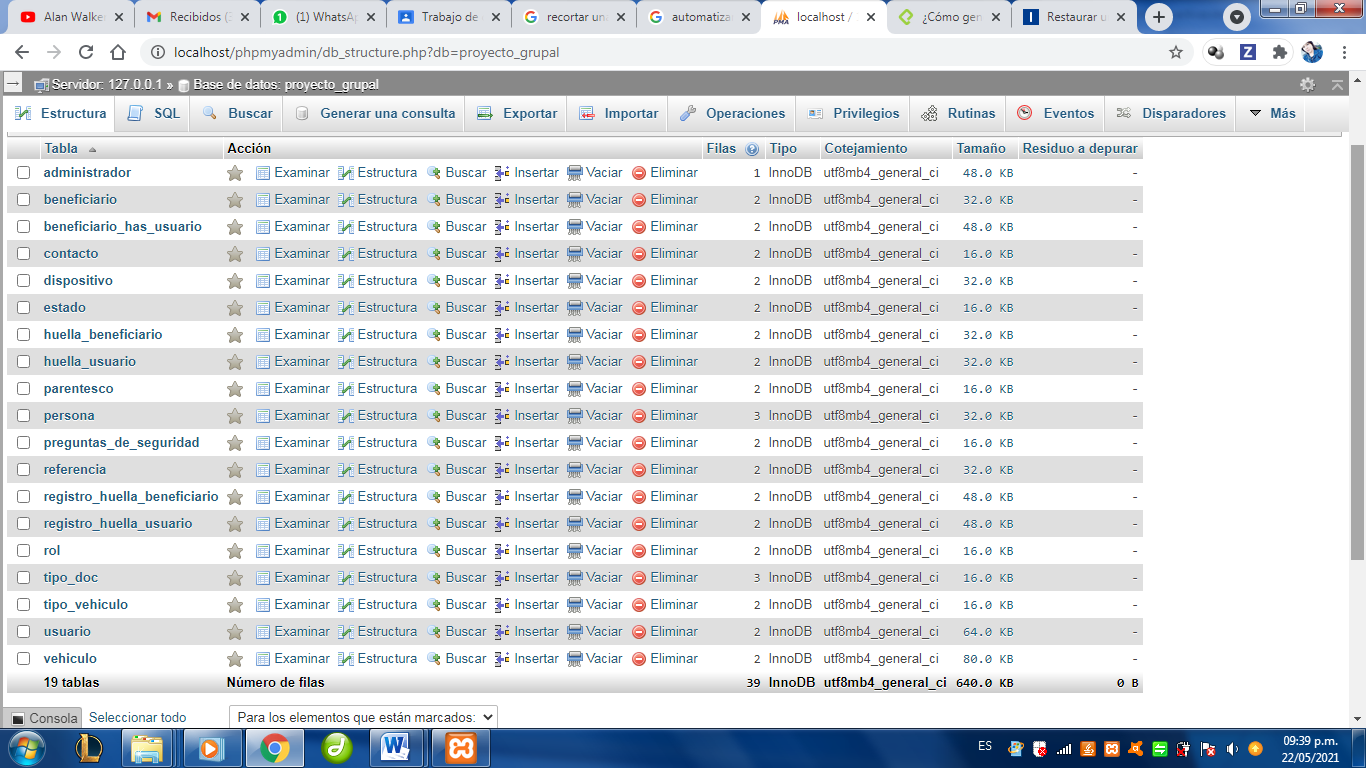 Alan Walker
Recibidos (3
(1) WhatsA
Trabajo de
recortar una
automatiza
localhost /
¿Cómo gen
Restaurar u
localhost/phpmyadmin/db_structure.php?db=proyecto_grupal
Servidor: 127.0.0.1 » Base de datos: proyecto_grupal
Estructura SQL Buscar Generar una consulta Exportar Importar Operaciones Privilegios Rutinas Eventos Disparadores Más
Tabla Acción Filas Tipo Cotejamiento Tamaño Residuo a depurar
administrador Examinar Estructura Buscar Insertar Vaciar Eliminar 1 InnoDB utf8mb4_general_ci 48.0 KB -
beneficiario Examinar Estructura Buscar Insertar Vaciar Eliminar 2 InnoDB utf8mb4_general_ci 32.0 KB -
beneficiario_has_usuario Examinar Estructura Buscar Insertar Vaciar Eliminar 2 InnoDB utf8mb4_general_ci 48.0 KB -
contacto Examinar Estructura Buscar Insertar Vaciar Eliminar 2 InnoDB utf8mb4_general_ci 16.0 KB -
dispositivo Examinar Estructura Buscar Insertar Vaciar Eliminar 2 InnoDB utf8mb4_general_ci 32.0 KB -
estado Examinar Estructura Buscar Insertar Vaciar Eliminar 2 InnoDB utf8mb4_general_ci 16.0 KB -
huella_beneficiario Examinar Estructura Buscar Insertar Vaciar Eliminar 2 InnoDB utf8mb4_general_ci 32.0 KB -
huella_usuario Examinar Estructura Buscar Insertar Vaciar Eliminar 2 InnoDB utf8mb4_general_ci 32.0 KB -
parentesco Examinar Estructura Buscar Insertar Vaciar Eliminar 2 InnoDB utf8mb4_general_ci 16.0 KB -
persona Examinar Estructura Buscar Insertar Vaciar Eliminar 3 InnoDB utf8mb4_general_ci 32.0 KB -
preguntas_de_seguridad Examinar Estructura Buscar Insertar Vaciar Eliminar 2 InnoDB utf8mb4_general_ci 16.0 KB -
referencia Examinar Estructura Buscar Insertar Vaciar Eliminar 2 InnoDB utf8mb4_general_ci 32.0 KB -
registro_huella_beneficiario Examinar Estructura Buscar Insertar Vaciar Eliminar 2 InnoDB utf8mb4_general_ci 48.0 KB -
registro_huella_usuario Examinar Estructura Buscar Insertar Vaciar Eliminar 2 InnoDB utf8mb4_general_ci 48.0 KB -
rol Examinar Estructura Buscar Insertar Vaciar Eliminar 2 InnoDB utf8mb4_general_ci 16.0 KB -
tipo_doc Examinar Estructura Buscar Insertar Vaciar Eliminar 3 InnoDB utf8mb4_general_ci 16.0 KB -
tipo_vehiculo Examinar Estructura Buscar Insertar Vaciar Eliminar 2 InnoDB utf8mb4_general_ci 16.0 KB -
usuario Examinar Estructura Buscar Insertar Vaciar Eliminar 2 InnoDB utf8mb4_general_ci 64.0 KB -
vehiculo Examinar Estructura Buscar Insertar Vaciar Eliminar 2 InnoDB utf8mb4_general_ci 80.0 KB -
19 tablas Número de filas 39 InnoDB utf8mb4_general_ci 640.0 KB 0 B
Consola Seleccionar todo Para los elementos que están marcados:
ES
09:39 p.m.
22/05/2021